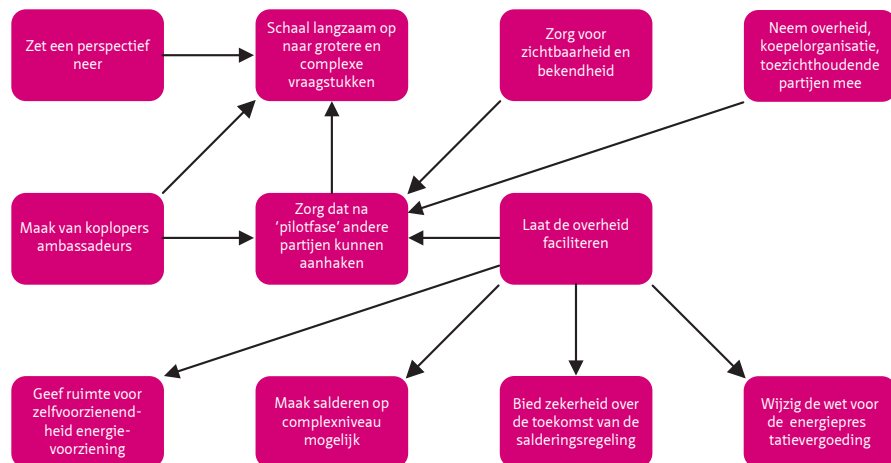 Zet een perspectief
neer
Schaal langzaam op
naar grotere en
complexe
vraagstukken
Zorg voor
zichtbaarheid en
bekendheid
Neem overheid,
koepelorganisatie,
toezichthoudende
partijen mee
Maak van koplopers
ambassadeurs
Zorg dat na
‘pilotfase’ andere
partijen kunnen
aanhaken
Laat de overheid
faciliteren
Geef ruimte voor
zelfvoorzienend-
heid energie-
voorziening
Maak salderen op
complexniveau
mogelijk
Bied zekerheid over
de toekomst van de
salderingsregeling
Wijzig de wet voor
de energiepres
tatievergoeding